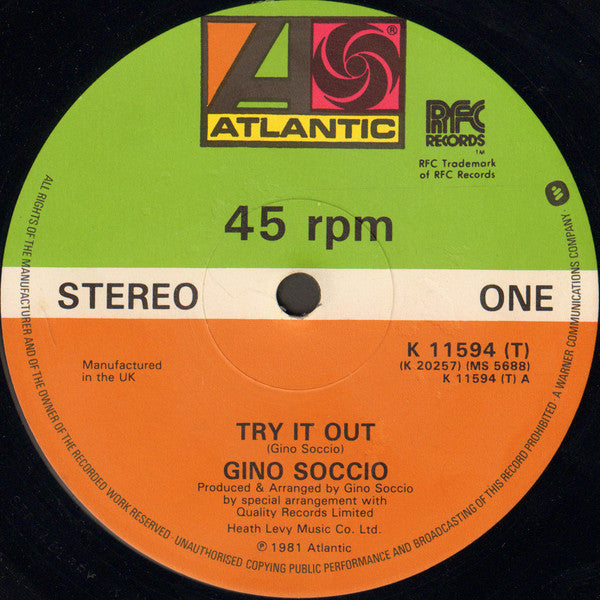 ATLANTIC
®
RFC
RECORDS
™
RFC Trademark
of RFC Records
45 rpm
STEREO
ONE
Manufactured
in the UK
K 11594 (T)
(K 20257) (MS 5688)
K 11594 (T) A
TRY IT OUT
(Gino Soccio)
GINO SOCCIO
Produced & Arranged by Gino Soccio
by special arrangement with
Quality Records Limited
Heath Levy Music Co. Ltd.
℗ 1981 Atlantic
ALL RIGHTS OF THE MANUFACTURER AND OF THE OWNER OF THE RECORDED WORK RESERVED · UNAUTHORISED COPYING PUBLIC PERFORMANCE AND BROADCASTING OF THIS RECORD PROHIBITED · A WARNER COMMUNICATIONS COMPANY